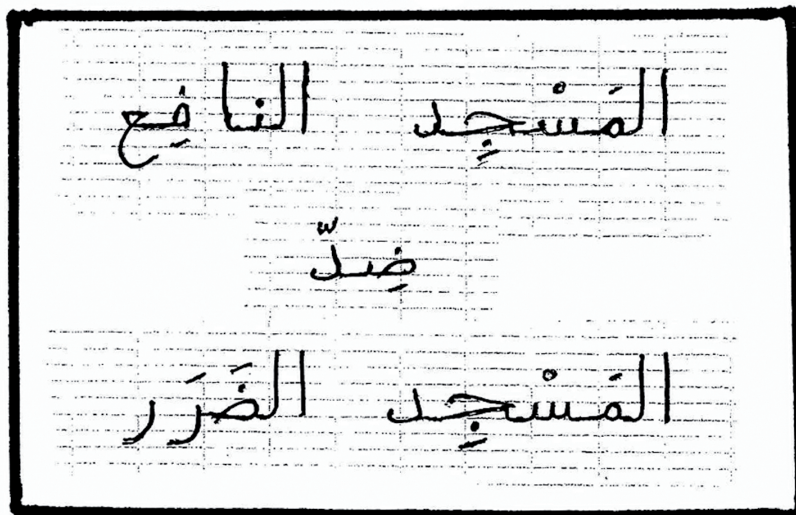 المَسْجِد النافِع
ضِدّ
المَسْجِد الضَرَر